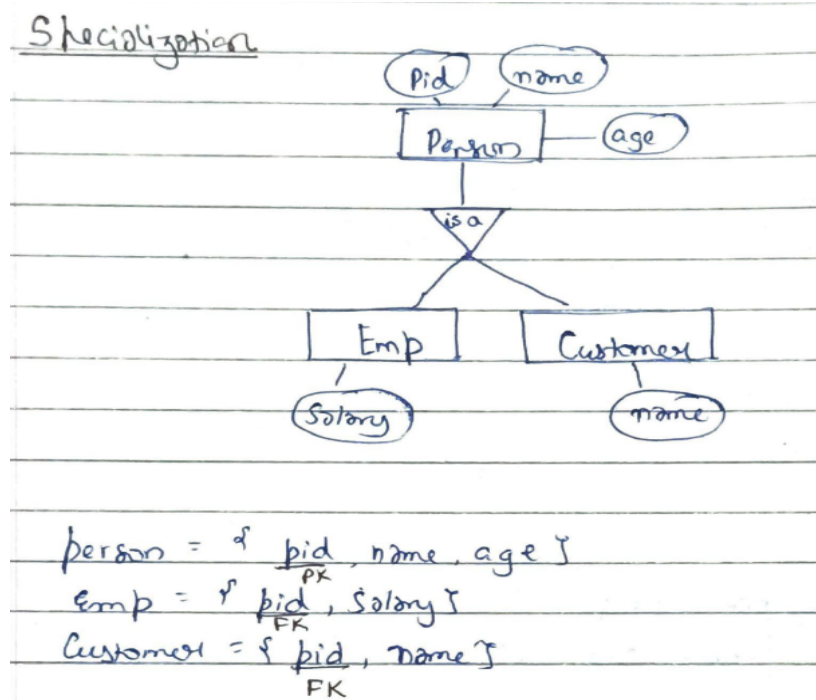 Specialization
Pid name
Person age
is a
Emp Customer
Salary name
person = { pid, name, age }
PK
Emp = { pid, Salary }
FK
Customer = { pid, name }
FK